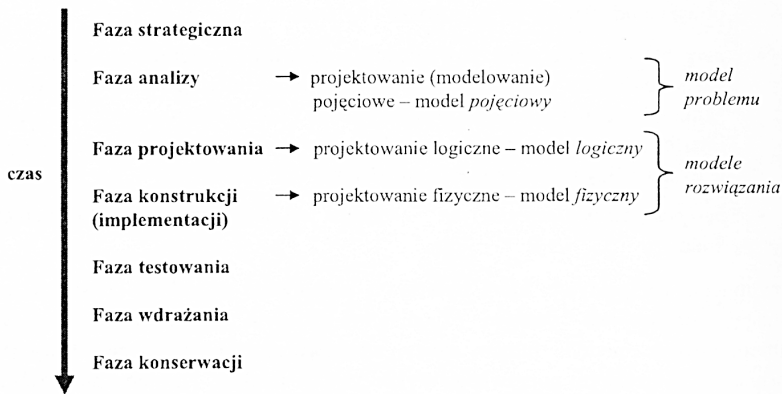 Faza strategiczna
Faza analizy → projektowanie (modelowanie)
pojęciowe – model pojęciowy
model
problemu
Faza projektowania → projektowanie logiczne – model logiczny
czas
modele
rozwiązania
Faza konstrukcji → projektowanie fizyczne – model fizyczny
(implementacji)
Faza testowania
Faza wdrażania
Faza konserwacji